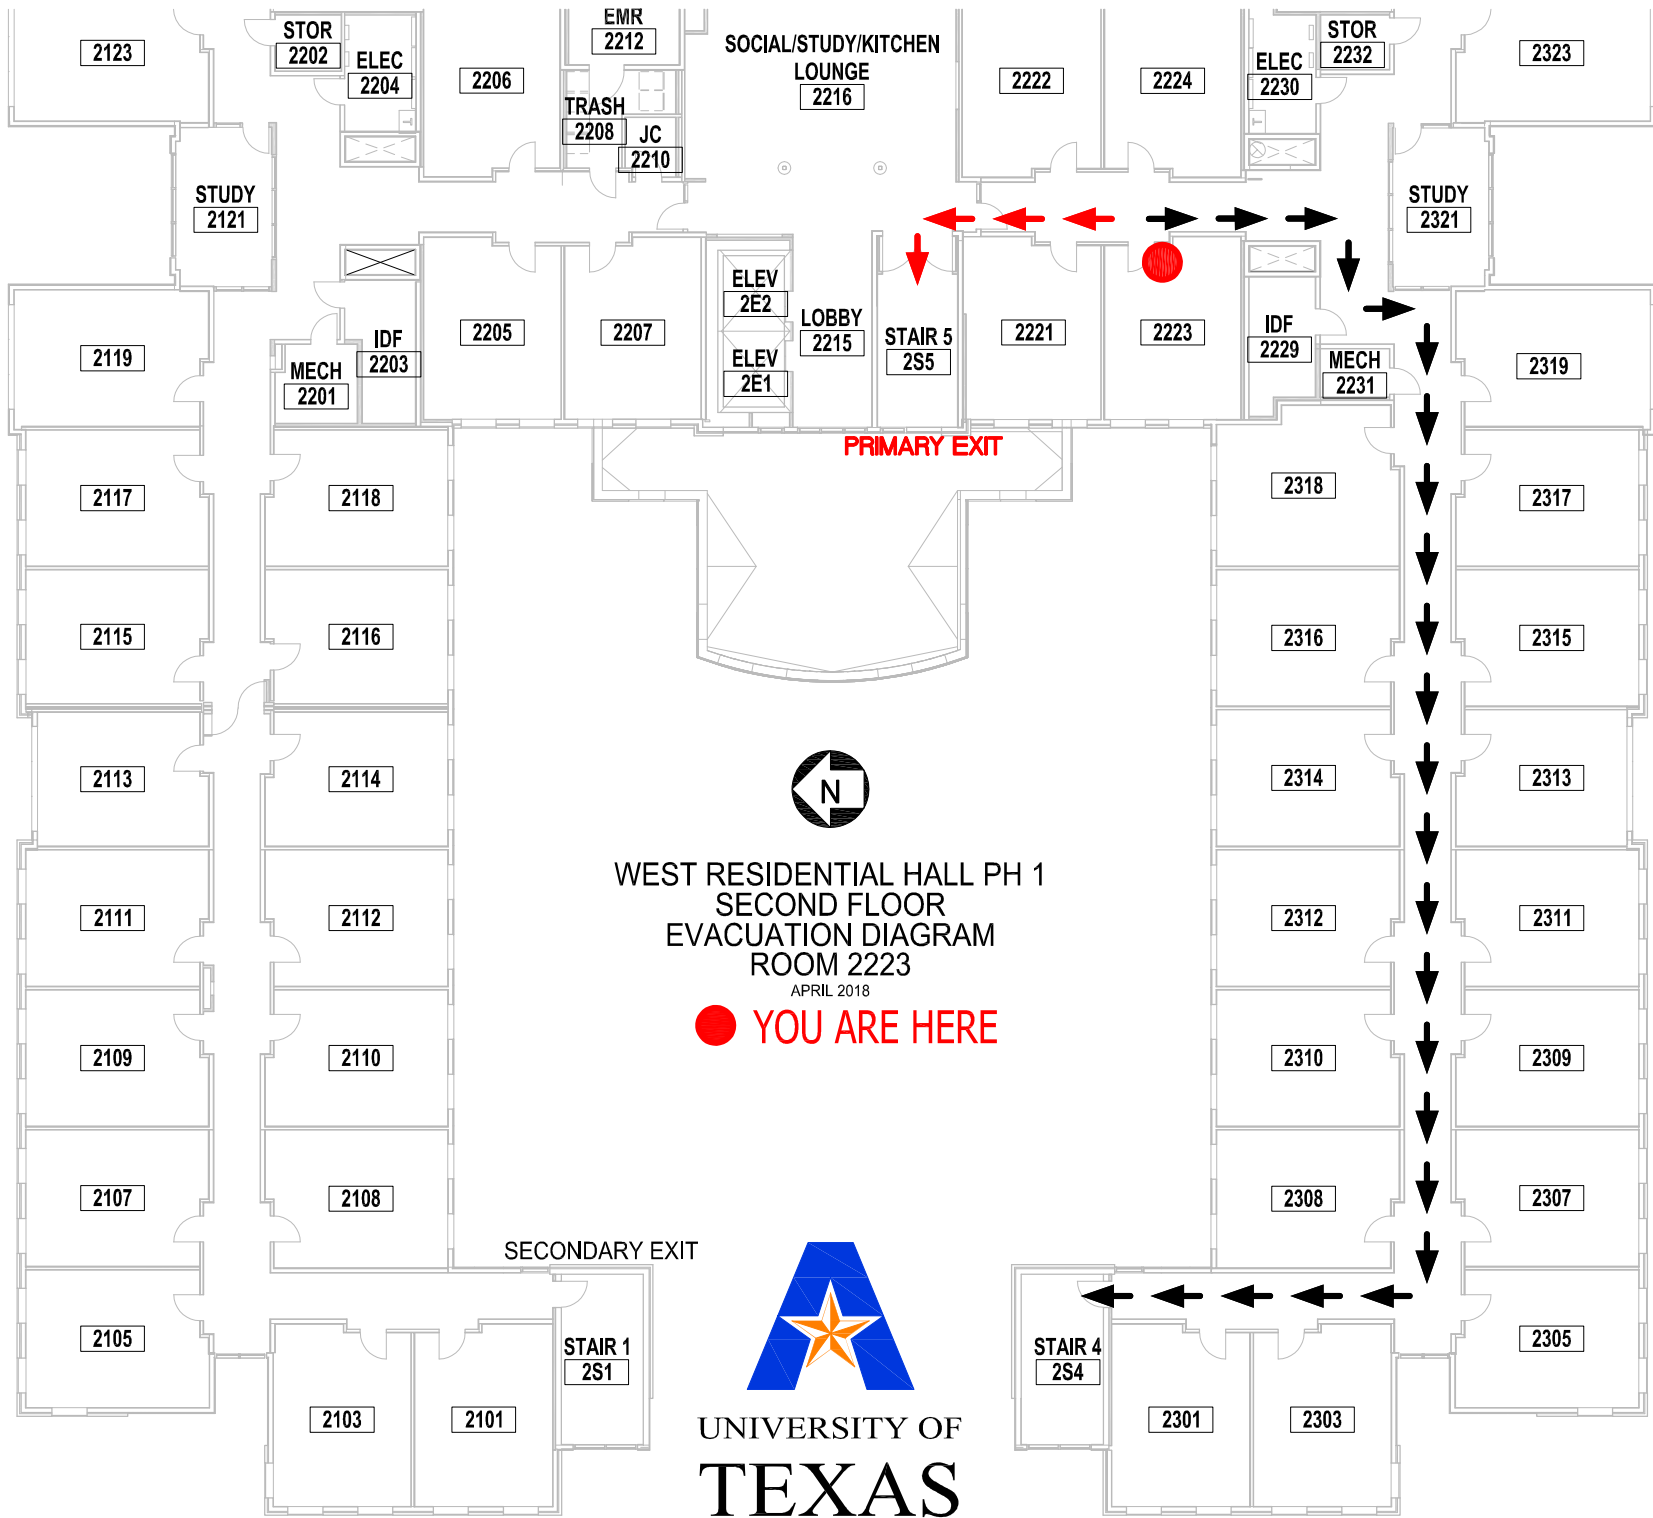 EMR
2212
STOR
2202
STOR
2232
2123
ELEC
2204
2206
SOCIAL/STUDY/KITCHEN
LOUNGE
2216
2222
2224
ELEC
2230
2323
TRASH
2208
JC
2210
STUDY
2121
STUDY
2321
ELEV
2E2
LOBBY
2215
STAIR 5
2S5
2119
MECH
2201
IDF
2203
2205
2207
ELEV
2E1
2221
2223
IDF
2229
MECH
2231
2319
PRIMARY EXIT
2117
2118
2318
2317
2115
2116
2316
2315
2113
2114
N
2314
2313
WEST RESIDENTIAL HALL PH 1
SECOND FLOOR
EVACUATION DIAGRAM
ROOM 2223
APRIL 2018
YOU ARE HERE
2111
2112
2312
2311
2109
2110
2310
2309
2107
2108
2308
2307
SECONDARY EXIT
2105
STAIR 1
2S1
STAIR 4
2S4
2305
2103
2101
2301
2303
UNIVERSITY OF
TEXAS